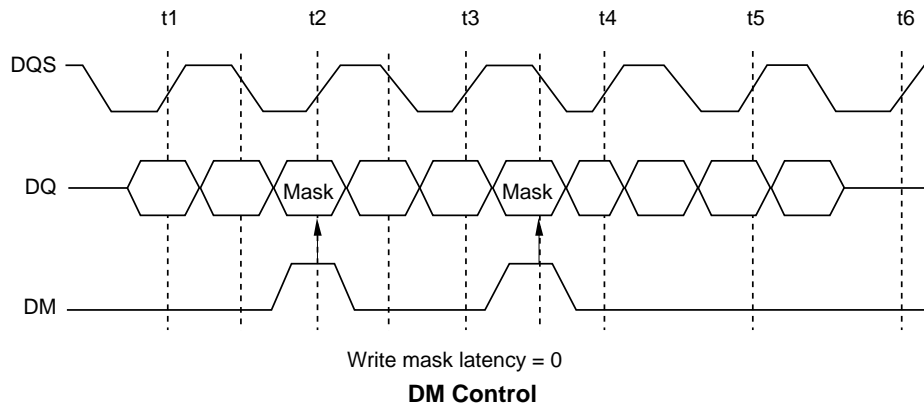 t1 t2 t3 t4 t5 t6
DQS
DQ Mask Mask
DM
Write mask latency = 0
DM Control